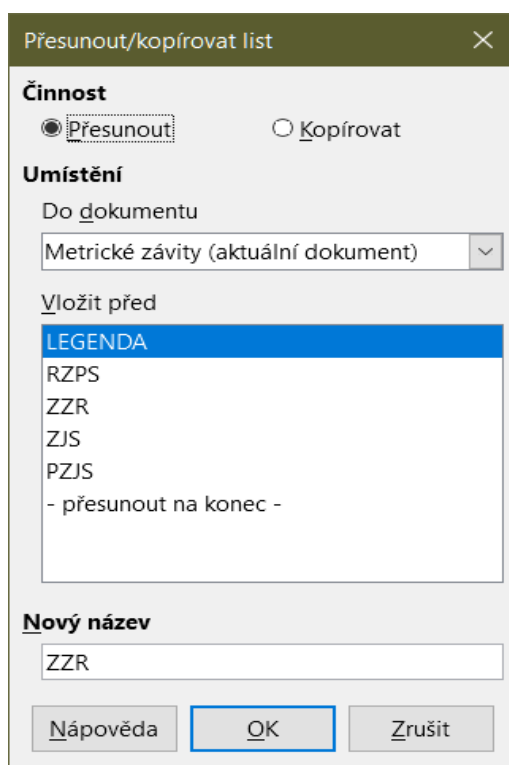 Přesunout/kopírovat list
Činnost
Přesunout Kopírovat
Umístění
Do dokumentu
Metrické závity (aktuální dokument)
Vložit před
LEGENDA
RZPS
ZZR
ZJS
PZJS
- přesunout na konec -
Nový název
ZZR
Nápověda OK Zrušit